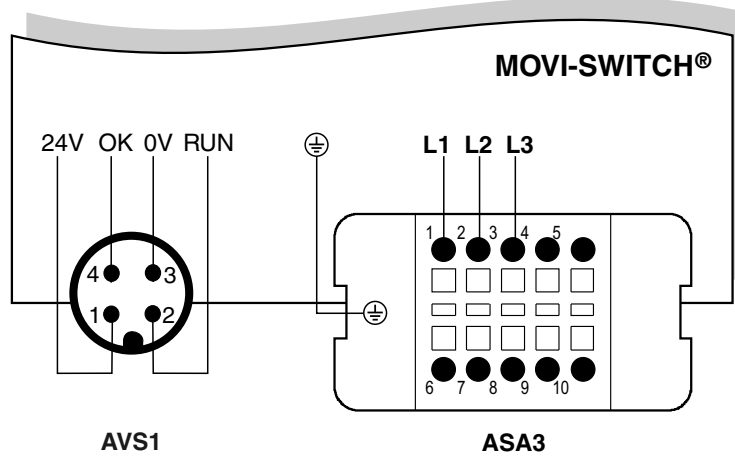 MOVI-SWITCH®
24V OK 0V RUN
L1 L2 L3
1 2 3 4 5
4 3
1 2
6 7 8 9 10
AVS1 ASA3